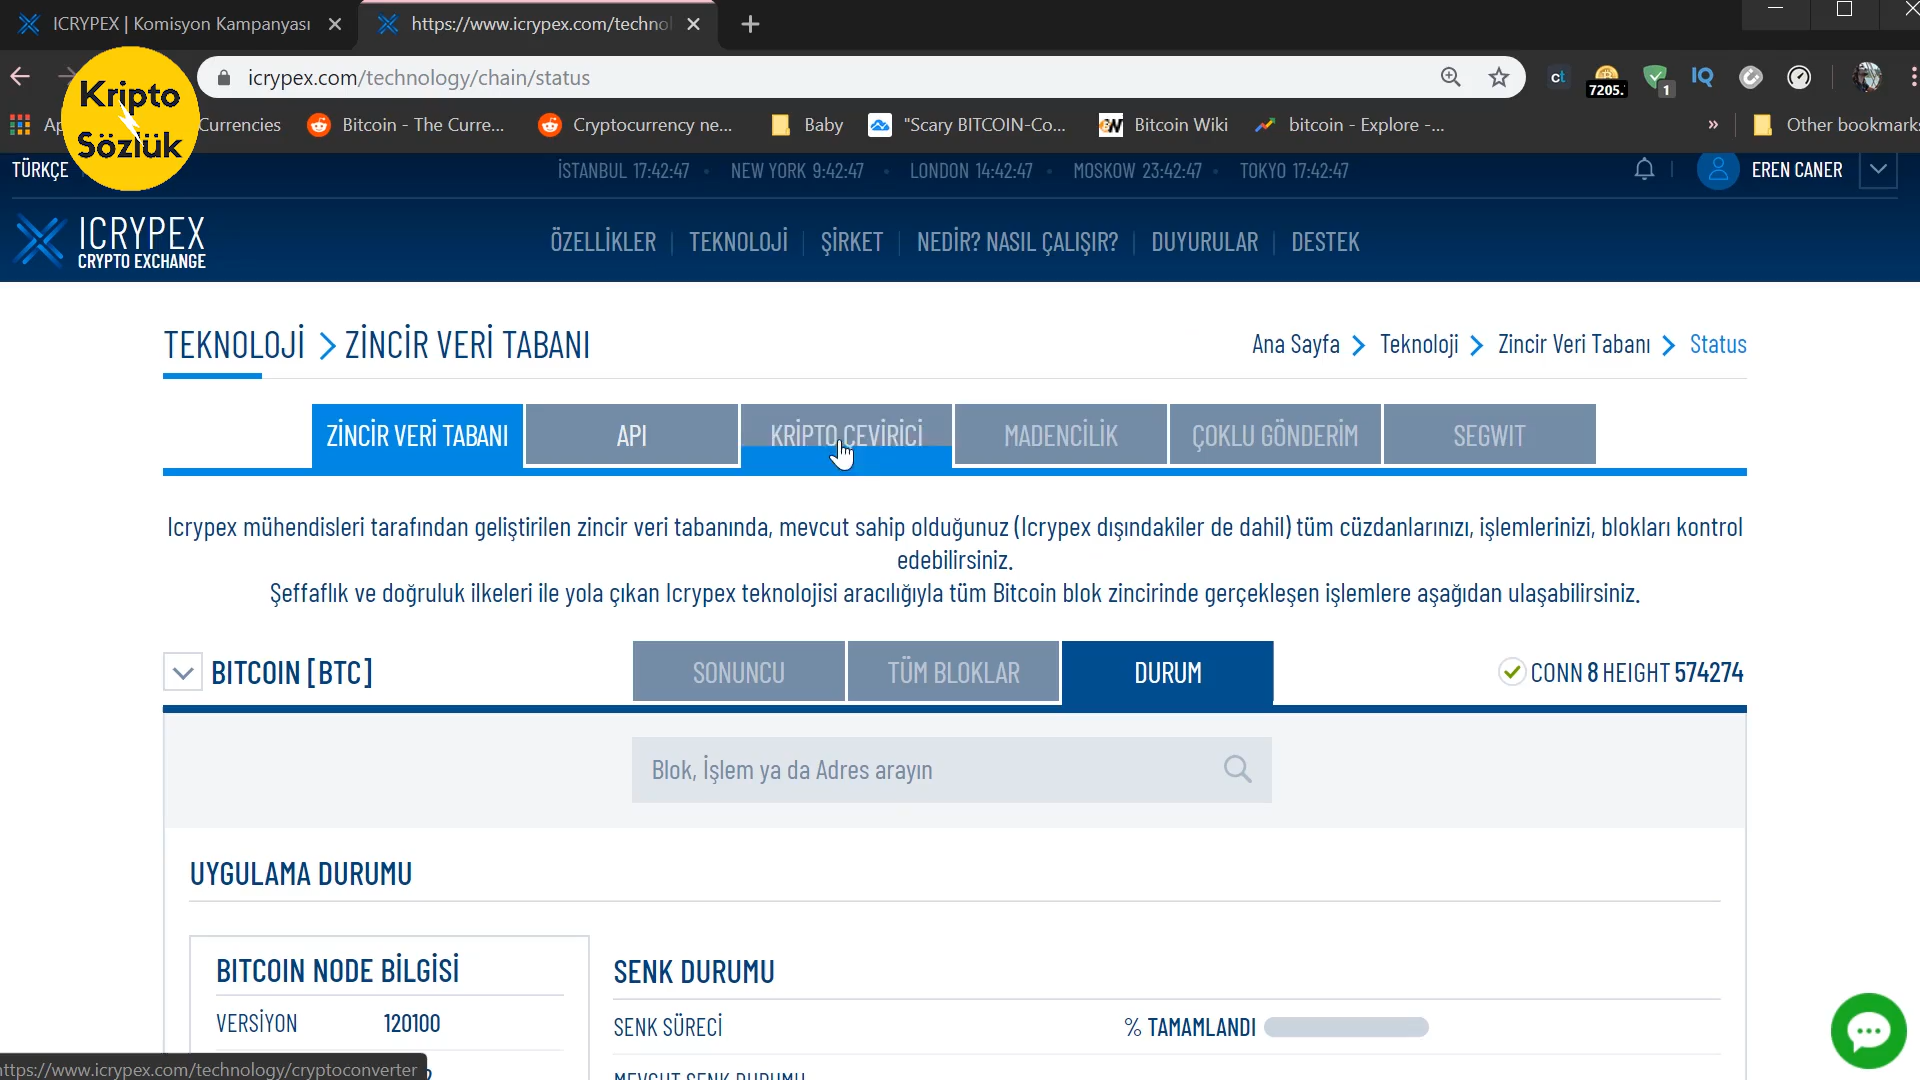 ICRYPEX | Komisyon Kampanyası
https://www.icrypex.com/techno
icrypex.com/technology/chain/status
ct
7205.
1
IQ
Kripto
Sözlük
Currencies
Bitcoin - The Curre...
Cryptocurrency ne...
Baby
"Scary BITCOIN-Co...
Bitcoin Wiki
bitcoin - Explore -...
»
Other bookmarks
TÜRKÇE
İSTANBUL 17:42:47
NEW YORK 9:42:47
LONDON 14:42:47
MOSKOW 23:42:47
TOKYO 17:42:47
EREN CANER
ICRYPEX
CRYPTO EXCHANGE
ÖZELLİKLER
TEKNOLOJİ
ŞİRKET
NEDİR? NASIL ÇALIŞIR?
DUYURULAR
DESTEK
TEKNOLOJİ > ZİNCİR VERİ TABANI
Ana Sayfa > Teknoloji > Zincir Veri Tabanı > Status
ZİNCİR VERİ TABANI
API
KRİPTO ÇEVİRİCİ
MADENCİLİK
ÇOKLU GÖNDERİM
SEGWIT
Icrypex mühendisleri tarafından geliştirilen zincir veri tabanında, mevcut sahip olduğunuz (Icrypex dışındakiler de dahil) tüm cüzdanlarınızı, işlemlerinizi, blokları kontrol
edebilirsiniz.
Şeffaflık ve doğruluk ilkeleri ile yola çıkan Icrypex teknolojisi aracılığıyla tüm Bitcoin blok zincirinde gerçekleşen işlemlere aşağıdan ulaşabilirsiniz.
BITCOIN [BTC]
SONUNCU
TÜM BLOKLAR
DURUM
CONN 8 HEIGHT 574274
Blok, İşlem ya da Adres arayın
UYGULAMA DURUMU
BITCOIN NODE BİLGİSİ
VERSİYON 120100
SENK DURUMU
SENK SÜRECİ
% TAMAMLANDI
MEVCUT SENK DURUMU
https://www.icrypex.com/technology/cryptoconverter